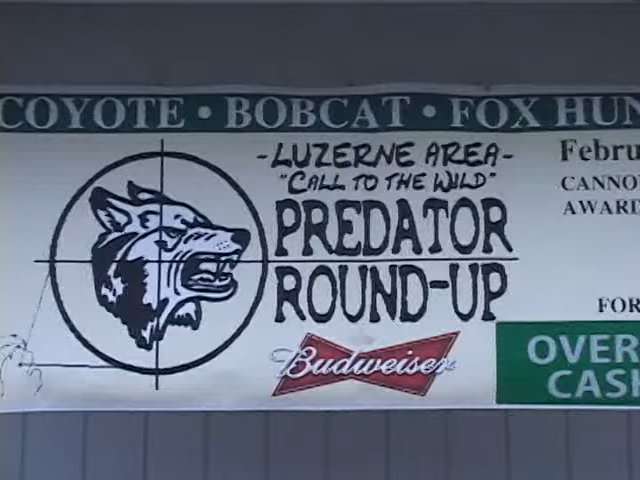 COYOTE • BOBCAT • FOX HUN
-LUZERNE AREA-
"CALL TO THE WILD"
PREDATOR
ROUND-UP
Budweiser
Febru
CANNO
AWARD
FOR
OVER
CASH